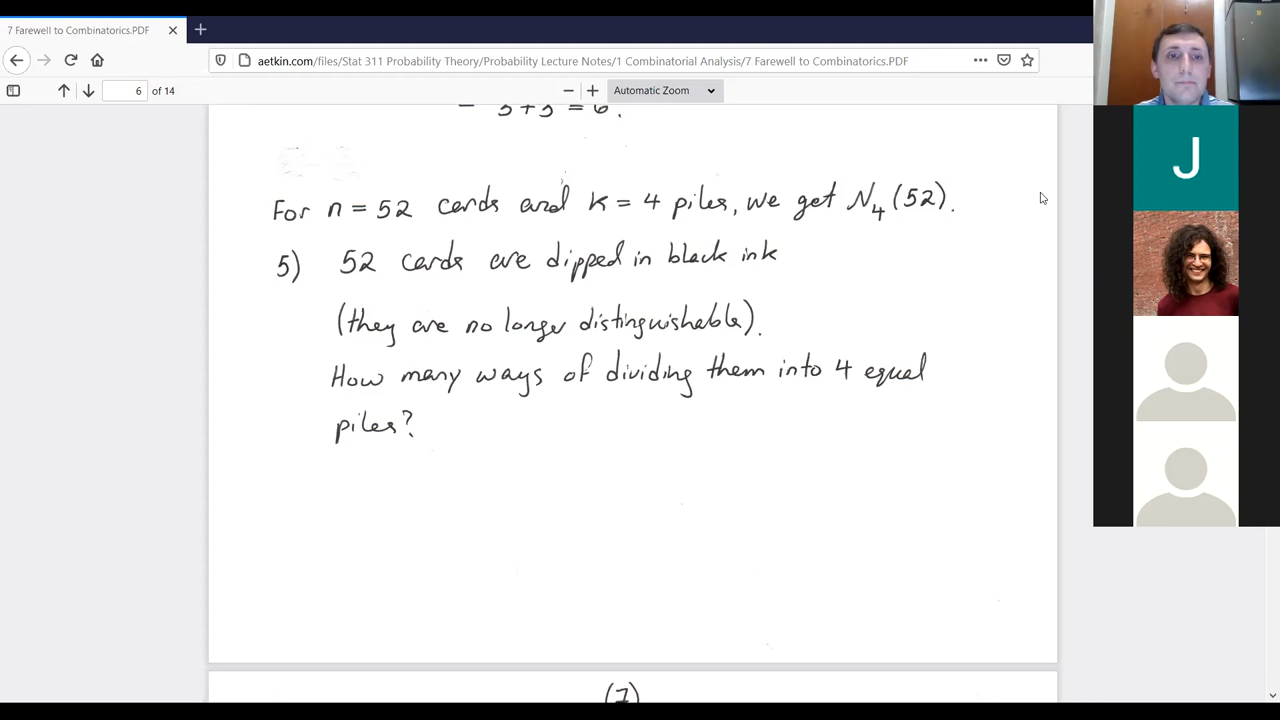 7 Farewell to Combinatorics.PDF
aetkin.com/files/Stat 311 Probability Theory/Probability Lecture Notes/1 Combinatorial Analysis/7 Farewell to Combinatorics.PDF
6 of 14
Automatic Zoom
= 3+3 = 6.
For n = 52 cards and k = 4 piles, we get N₄(52).
5) 52 cards are dipped in black ink
(they are no longer distinguishable).
How many ways of dividing them into 4 equal
piles?
(7)
J